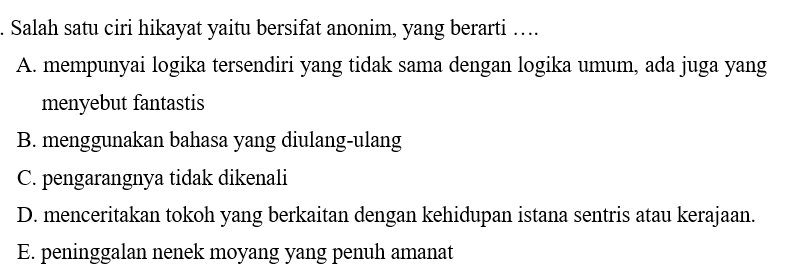 . Salah satu ciri hikayat yaitu bersifat anonim, yang berarti ….
A. mempunyai logika tersendiri yang tidak sama dengan logika umum, ada juga yang
menyebut fantastis
B. menggunakan bahasa yang diulang-ulang
C. pengarangnya tidak dikenali
D. menceritakan tokoh yang berkaitan dengan kehidupan istana sentris atau kerajaan.
E. peninggalan nenek moyang yang penuh amanat